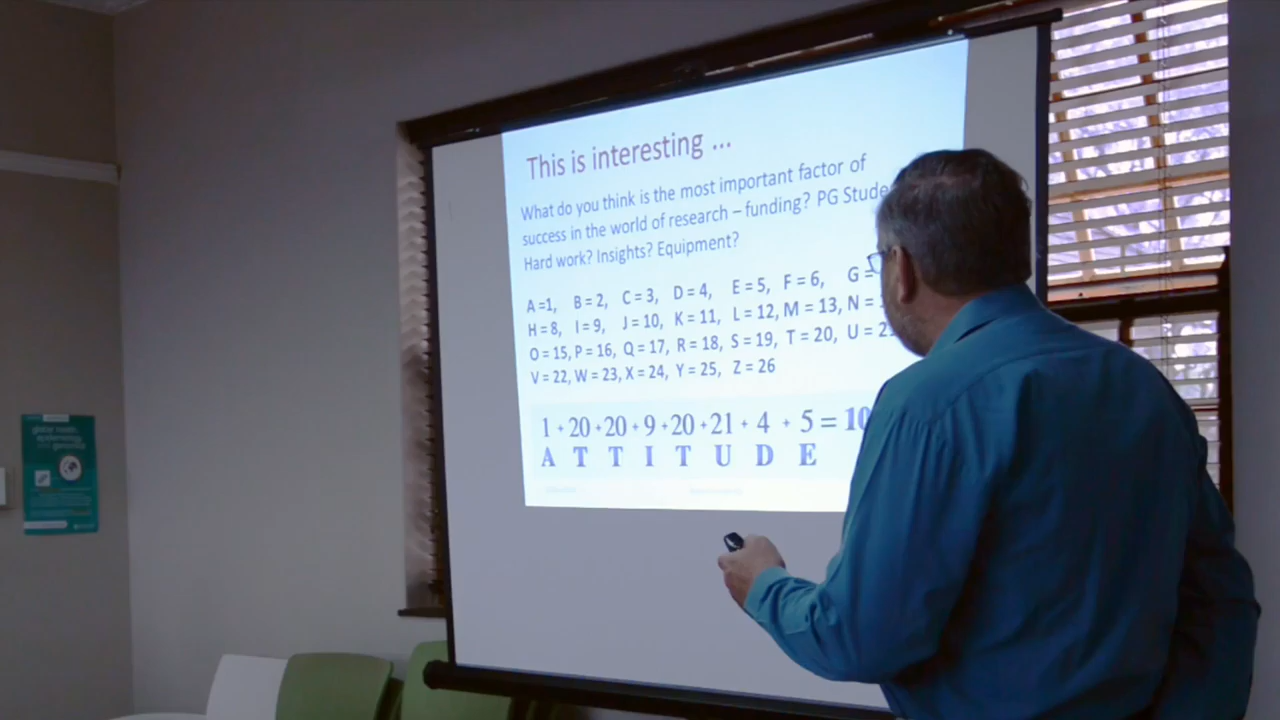 This is interesting ...
What do you think is the most important factor of
success in the world of research – funding? PG Stude
Hard work? Insights? Equipment?
A =1, B = 2, C = 3, D = 4, E = 5, F = 6, G =
H = 8, I = 9, J = 10, K = 11, L = 12, M = 13, N =
O = 15, P = 16, Q = 17, R = 18, S = 19, T = 20, U = 2
V = 22, W = 23, X = 24, Y = 25, Z = 26
1 + 20 + 20 + 9 + 20 + 21 + 4 + 5 = 10
A T T I T U D E